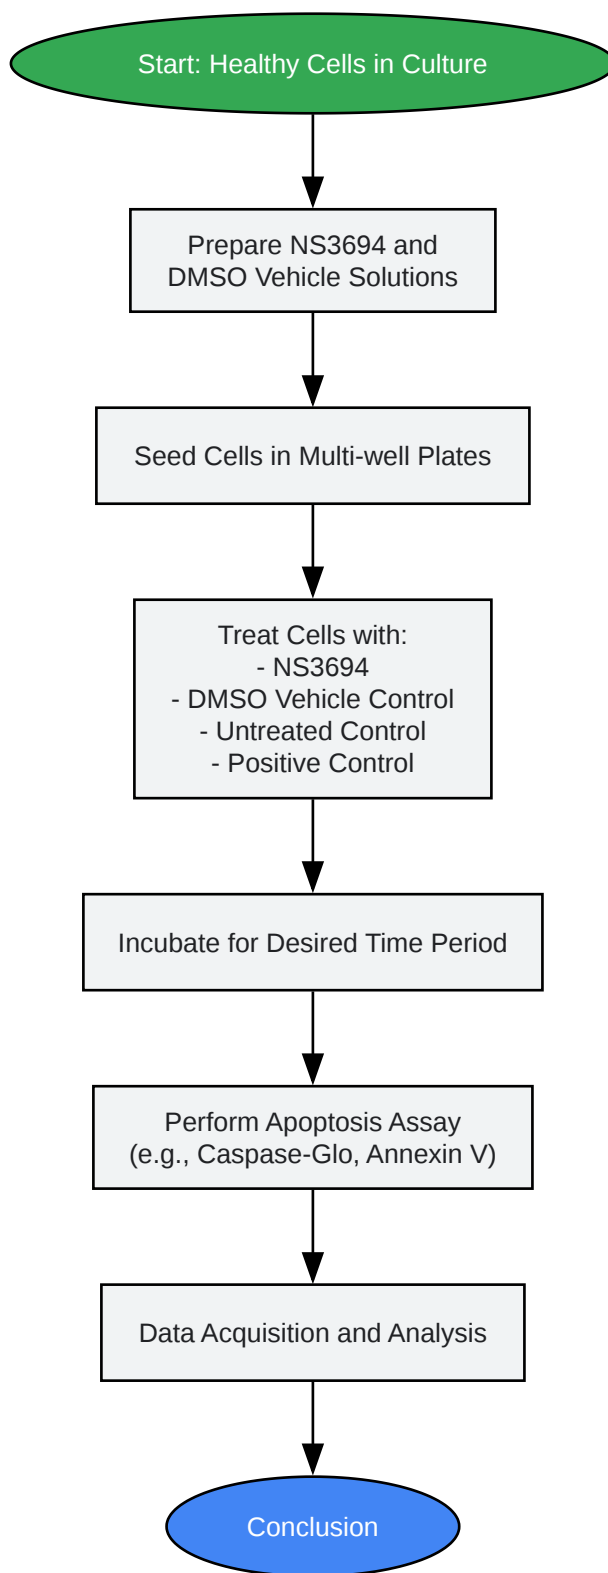 Start: Healthy Cells in Culture
Prepare NS3694 and
DMSO Vehicle Solutions
Seed Cells in Multi-well Plates
Treat Cells with:
- NS3694
- DMSO Vehicle Control
- Untreated Control
- Positive Control
Incubate for Desired Time Period
Perform Apoptosis Assay
(e.g., Caspase-Glo, Annexin V)
Data Acquisition and Analysis
Conclusion